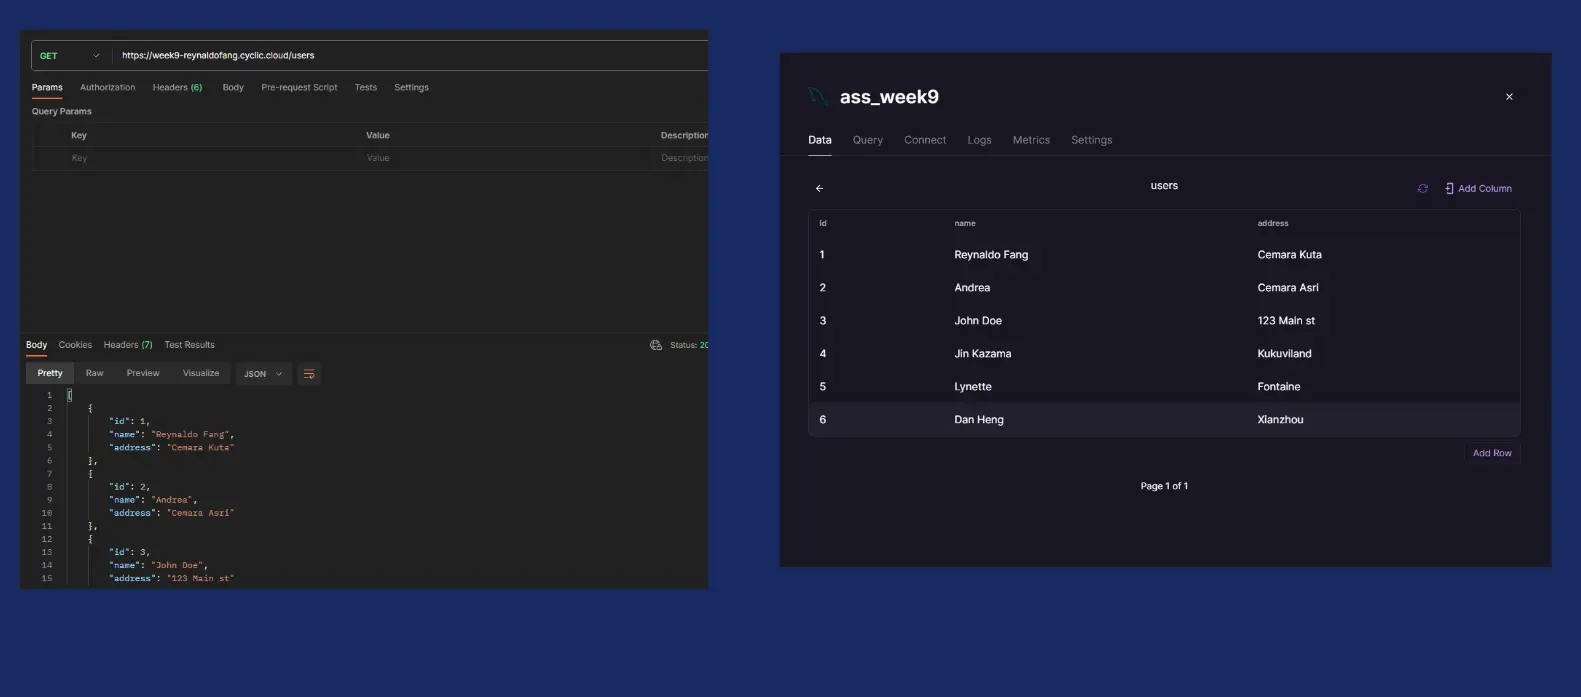 GET https://week9-reynaldofang.cyclic.cloud/users
Params Authorization Headers (6) Body Pre-request Script Tests Settings
Query Params
Key Value Description
Key Value Description
Body Cookies Headers (7) Test Results Status: 20
Pretty Raw Preview Visualize JSON
1 [
2 {
3 "id": 1,
4 "name": "Reynaldo Fang",
5 "address": "Cemara Kuta"
6 },
7 {
8 "id": 2,
9 "name": "Andrea",
10 "address": "Cemara Asri"
11 },
12 {
13 "id": 3,
14 "name": "John Doe",
15 "address": "123 Main st"
ass_week9
Data Query Connect Logs Metrics Settings
users Add Column
id name address
1 Reynaldo Fang Cemara Kuta
2 Andrea Cemara Asri
3 John Doe 123 Main st
4 Jin Kazama Kukuviland
5 Lynette Fontaine
6 Dan Heng Xianzhou
Add Row
Page 1 of 1